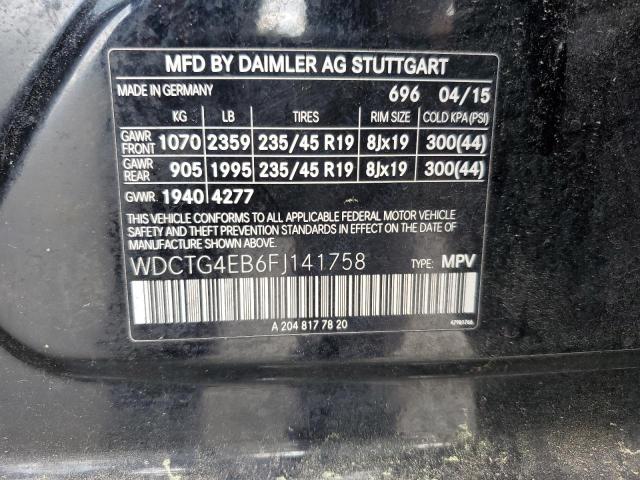 MFD BY DAIMLER AG STUTTGART
MADE IN GERMANY 696 04/15
KG LB TIRES RIM SIZE COLD KPA(PSI)
GAWR FRONT 1070 2359 235/45 R19 8Jx19 300(44)
GAWR REAR 905 1995 235/45 R19 8Jx19 300(44)
GVWR 1940 4277
THIS VEHICLE CONFORMS TO ALL APPLICABLE FEDERAL MOTOR VEHICLE
SAFETY AND THEFT PREVENTION STANDARDS IN EFFECT ON THE DATE
OF MANUFACTURE SHOWN ABOVE.
WDCTG4EB6FJ141758 TYPE: MPV
A 204 817 78 20